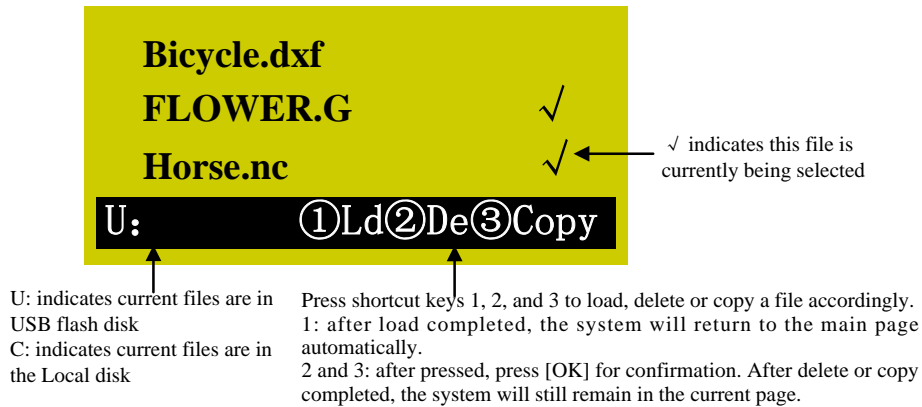 Bicycle.dxf
FLOWER.G √
Horse.nc √
√ indicates this file is
currently being selected
U: ①Ld②De③Copy
U: indicates current files are in
USB flash disk
C: indicates current files are in
the Local disk
Press shortcut keys 1, 2, and 3 to load, delete or copy a file accordingly.
1: after load completed, the system will return to the main page
automatically.
2 and 3: after pressed, press [OK] for confirmation. After delete or copy
completed, the system will still remain in the current page.